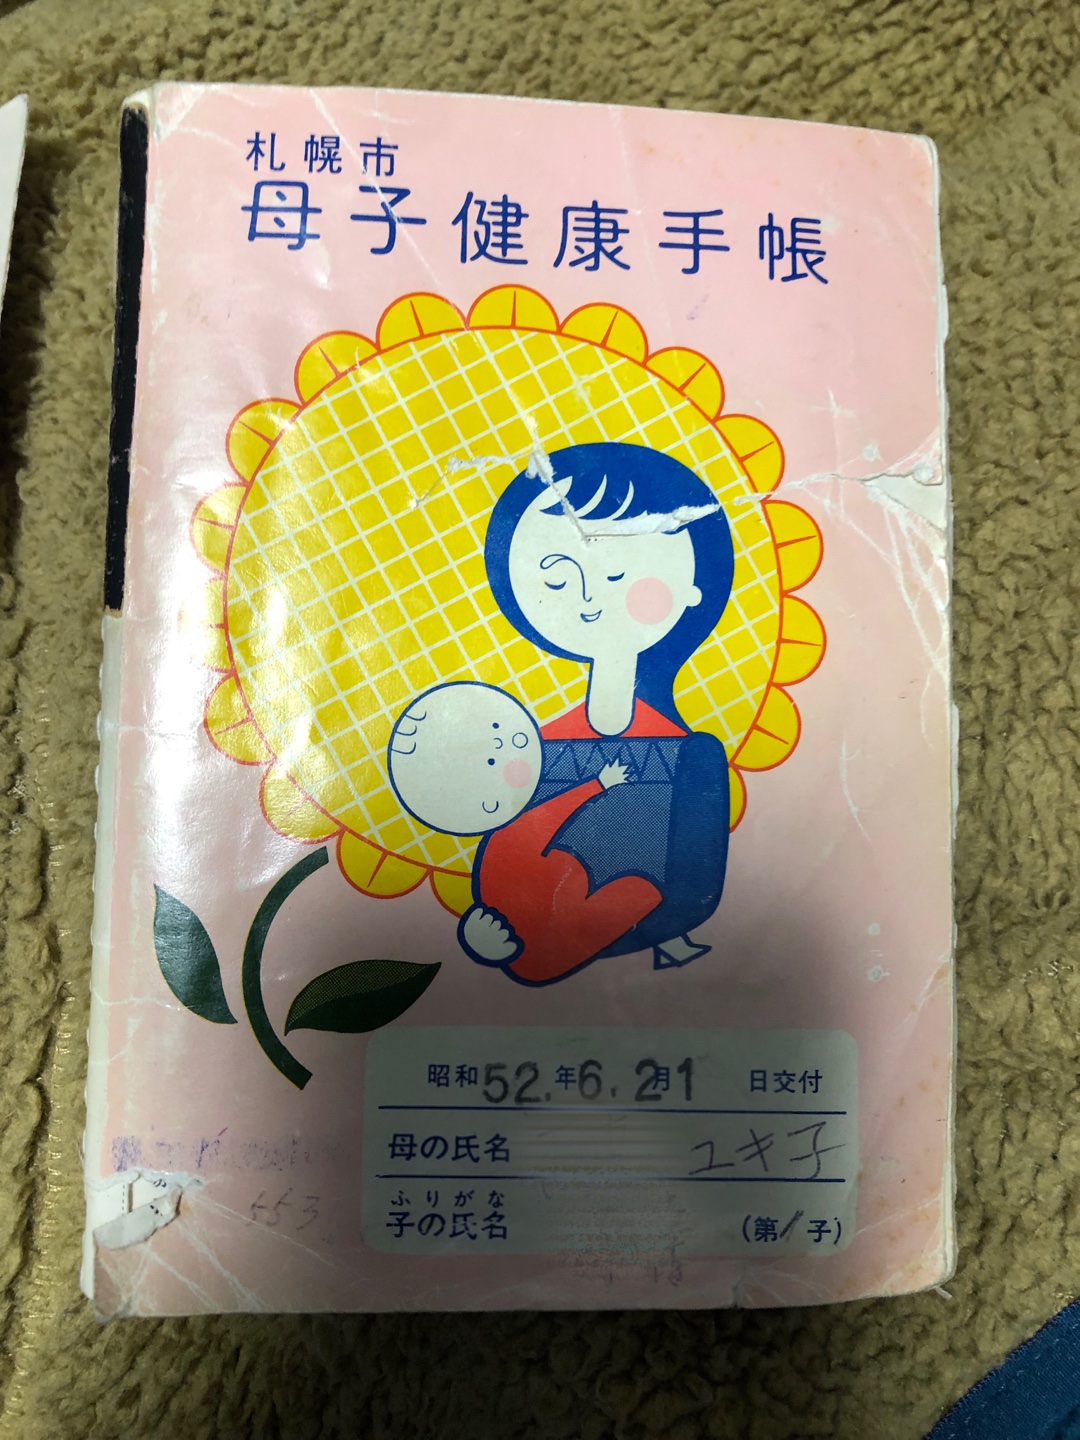 札幌市
母子健康手帳
昭和52.年6.2月1日交付
母の氏名 ユキ子
ふりがな
子の氏名 (第1子)
553